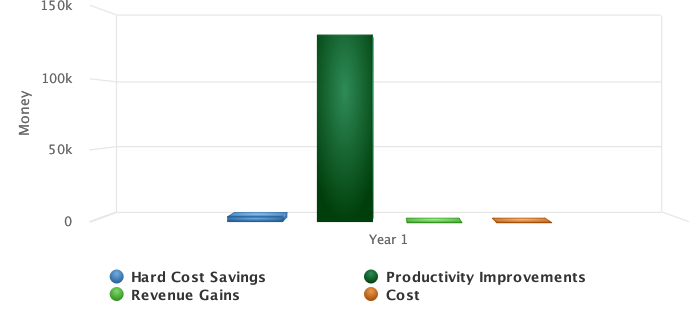 150k
100k
50k
0
Money
Year 1
Hard Cost Savings
Productivity Improvements
Revenue Gains
Cost